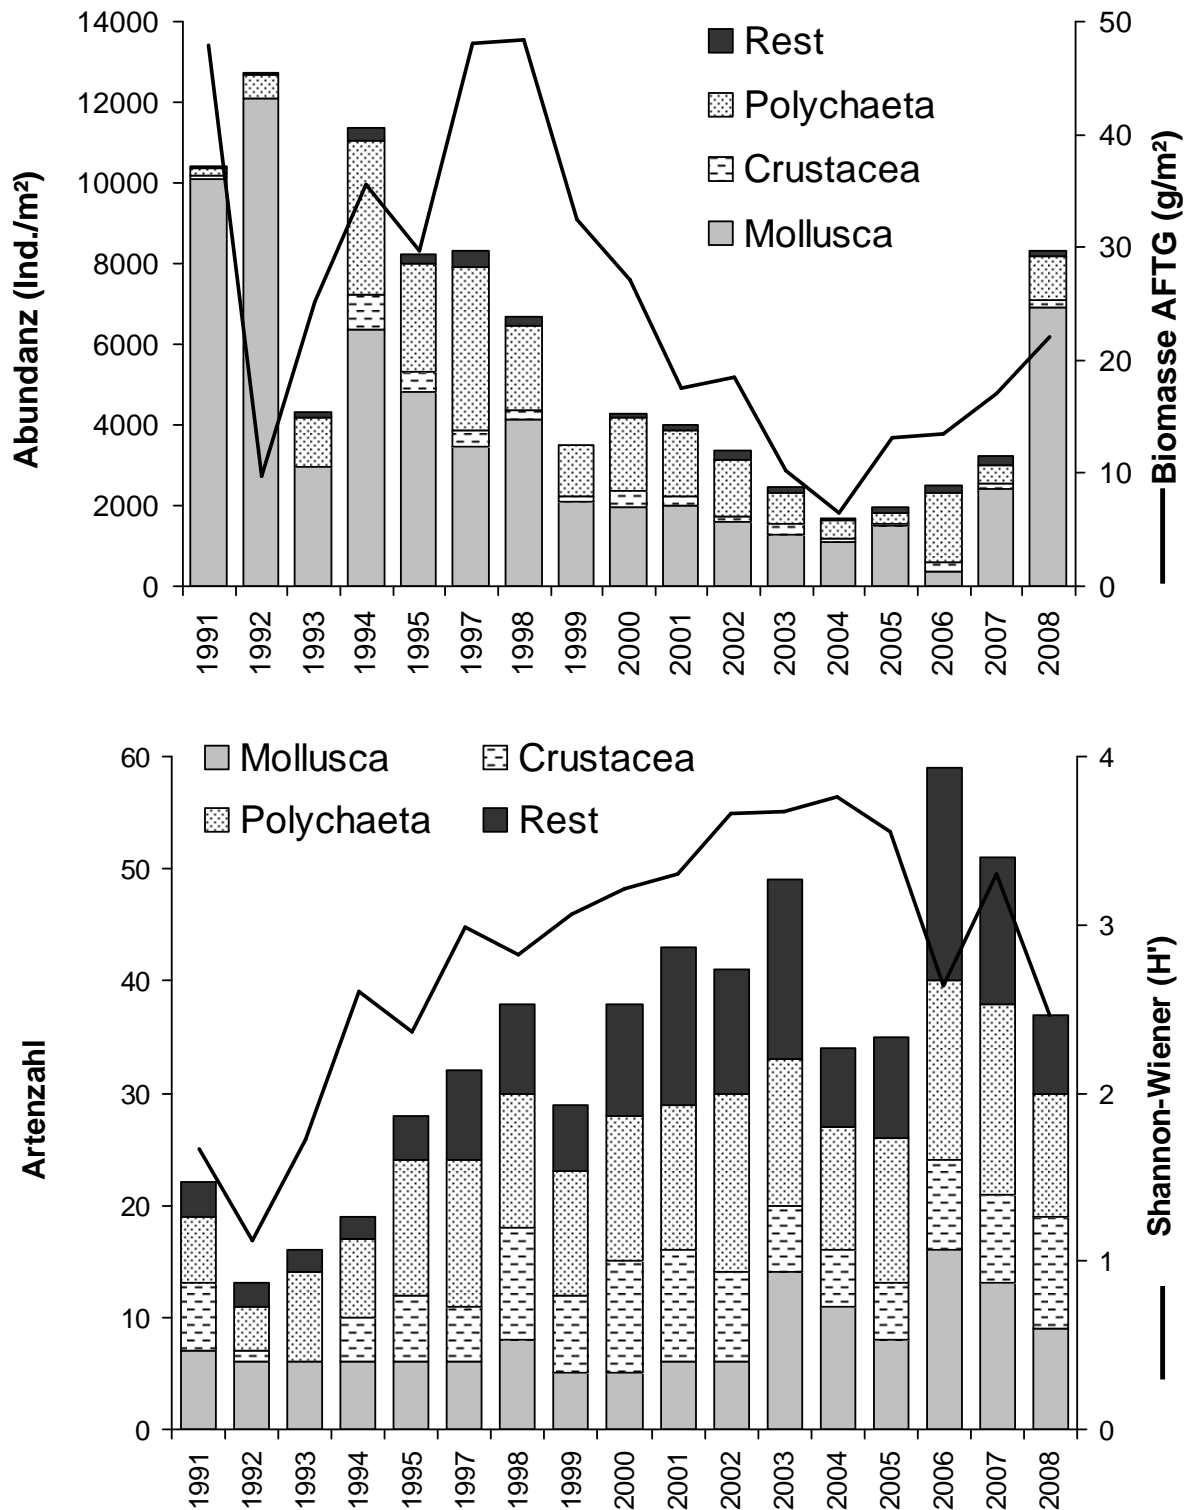 14000
12000
10000
8000
6000
4000
2000
0
Abundanz (Ind./m²)
Rest
Polychaeta
Crustacea
Mollusca
50
40
30
20
10
0
Biomasse AFTG (g/m²)
1991 1992 1993 1994 1995 1997 1998 1999 2000 2001 2002 2003 2004 2005 2006 2007 2008
60
50
40
30
20
10
0
Artenzahl
Mollusca Crustacea
Polychaeta Rest
4
3
2
1
0
Shannon-Wiener (H')
1991 1992 1993 1994 1995 1997 1998 1999 2000 2001 2002 2003 2004 2005 2006 2007 2008